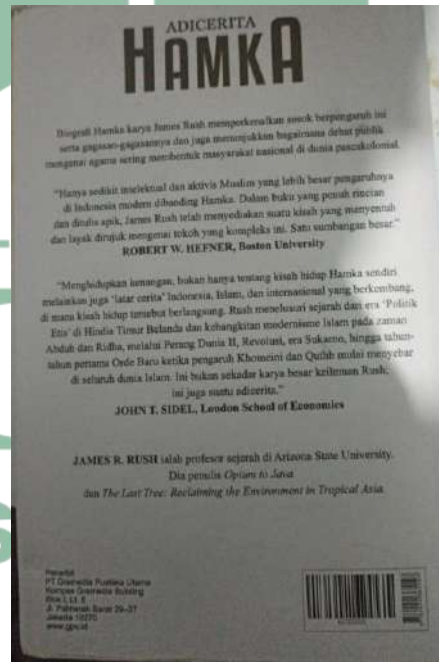 ADICERITA
HAMKA
Biografi Hamka karya James Rush memperkenalkan sosok berpengaruh ini
serta gagasan-gagasannya dan juga menunjukkan bagaimana debat publik
mengenai agama sering membentuk masyarakat nasional di dunia pascakolonial.
"Hanya sedikit intelektual dan aktivis Muslim yang lebih besar pengaruhnya
di Indonesia modern dibanding Hamka. Dalam buku yang penuh rincian
dan ditulis apik, James Rush telah menyediakan suatu kisah yang menyentuh
dan layak dirujuk mengenai tokoh yang kompleks ini. Satu sumbangan besar."
ROBERT W. HEFNER, Boston University
"Menghidupkan kenangan, bukan hanya tentang kisah hidup Hamka sendiri
melainkan juga 'latar cerita' Indonesia, Islam, dan internasional yang berkembang,
di mana kisah hidup tersebut berlangsung. Rush menelusuri sejarah dari era 'Politik
Etis' di Hindia Timur Belanda dan kebangkitan modernisme Islam pada zaman
Abduh dan Ridha, melalui Perang Dunia II, Revolusi, era Sukarno, hingga tahun-
tahun pertama Orde Baru ketika pengaruh Khomeini dan Quthb mulai menyebar
di seluruh dunia Islam. Ini bukan sekadar karya besar keilmuan Rush;
ini juga suatu adicerita."
JOHN T. SIDEL, London School of Economics
JAMES R. RUSH ialah profesor sejarah di Arizona State University.
Dia penulis Opium to Java
dan The Last Tree: Reclaiming the Environment in Tropical Asia.
Penerbit
PT Gramedia Pustaka Utama
Kompas Gramedia Building
Blok I, Lt. 5
Jl. Palmerah Barat 29–37
Jakarta 10270
www.gpu.id